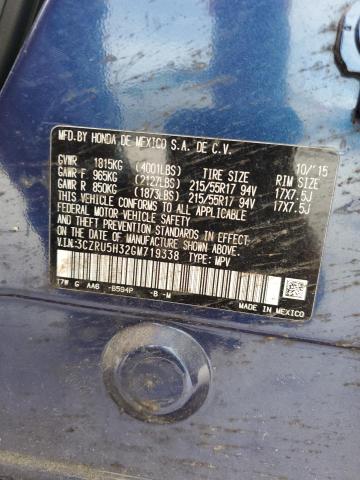 MFD.BY HONDA DE MEXICO S.A. DE C.V.
10/'15
GVWR 1815KG (4001LBS) TIRE SIZE RIM SIZE
GAWR F 965KG (2127LBS) 215/55R17 94V 17X7.5J
GAWR R 850KG (1873LBS) 215/55R17 94V 17X7.5J
THIS VEHICLE CONFORMS TO ALL APPLICABLE
FEDERAL MOTOR VEHICLE SAFETY AND THEFT PREVENTION STANDARDS IN EFFECT ON THE DATE OF MANUFACTURE SHOWN ABOVE.
V.I.N: 3CZRU5H32GM719338 TYPE: MPV
T7W G AA6 -B594P -B -M
MADE IN MEXICO